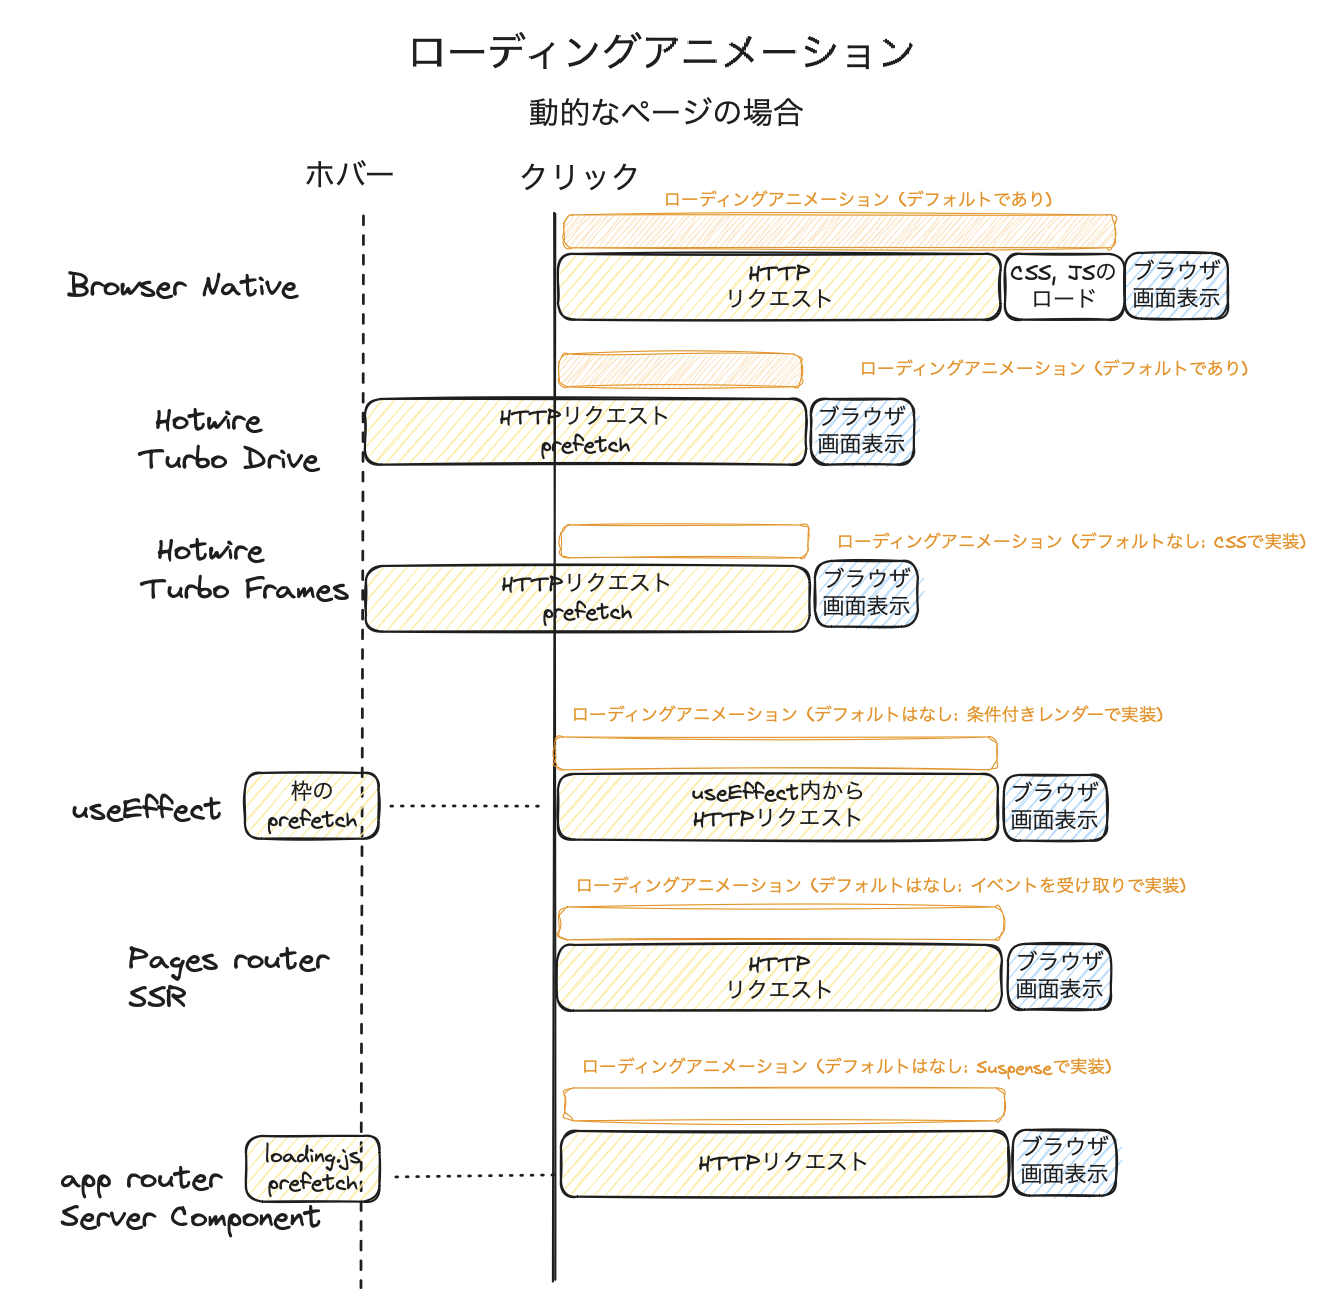 ローディングアニメーション
動的なページの場合
ホバー
クリック
ローディングアニメーション（デフォルトであり）
Browser Native
HTTP
リクエスト
CSS, JSの
ロード
ブラウザ
画面表示
ローディングアニメーション（デフォルトであり）
Hotwire
Turbo Drive
HTTPリクエスト
prefetch
ブラウザ
画面表示
ローディングアニメーション（デフォルトなし; CSSで実装）
Hotwire
Turbo Frames
HTTPリクエスト
prefetch
ブラウザ
画面表示
ローディングアニメーション（デフォルトはなし; 条件付きレンダーで実装）
useEffect
枠の
prefetch
useEffect内から
HTTPリクエスト
ブラウザ
画面表示
ローディングアニメーション（デフォルトはなし; イベントを受け取りで実装）
Pages router
SSR
HTTP
リクエスト
ブラウザ
画面表示
ローディングアニメーション（デフォルトはなし; Suspenseで実装）
app router
Server Component
loading.js
prefetch
HTTPリクエスト
ブラウザ
画面表示